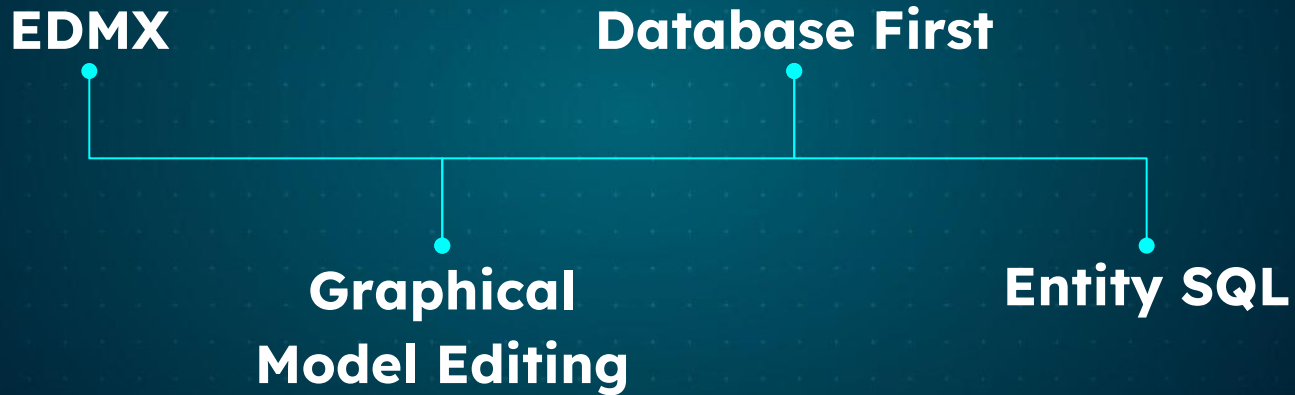 EDMX
Database First
Graphical
Model Editing
Entity SQL